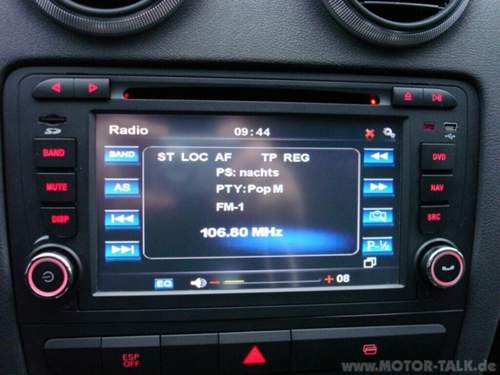 Radio 09:44
SD
BAND BAND ST LOC AF TP REG DVD
PS: nachts
MUTE AS PTY: Pop M NAV
FM-1
DISP SRC
106.80 MHz P-½
EQ - + 08
ESP OFF
www.MOTOR-TALK.de